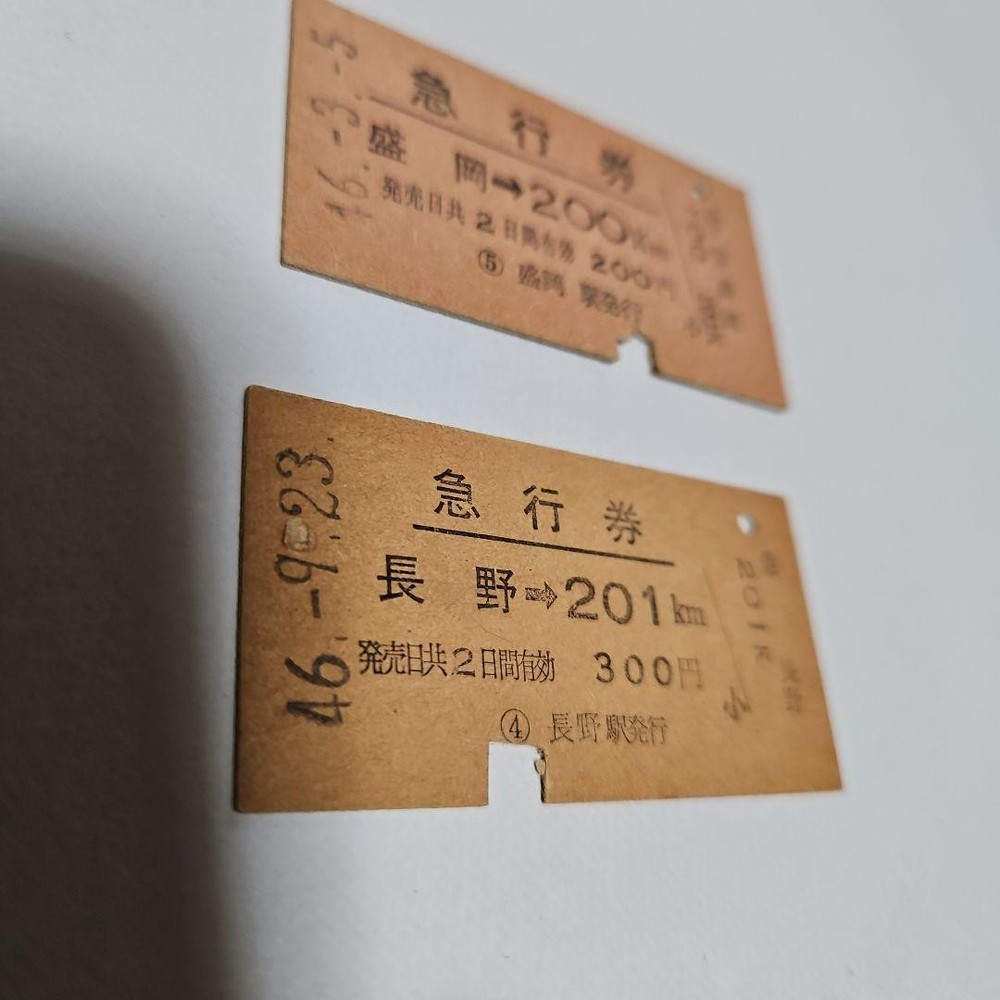 46.-3.-5
急行券
盛岡→200Km
発売日共2日間有効 200円
⑤ 盛岡駅発行
46.-9.23.
急行券
長野→201km
発売日共2日間有効 300円
④ 長野駅発行
201K
小